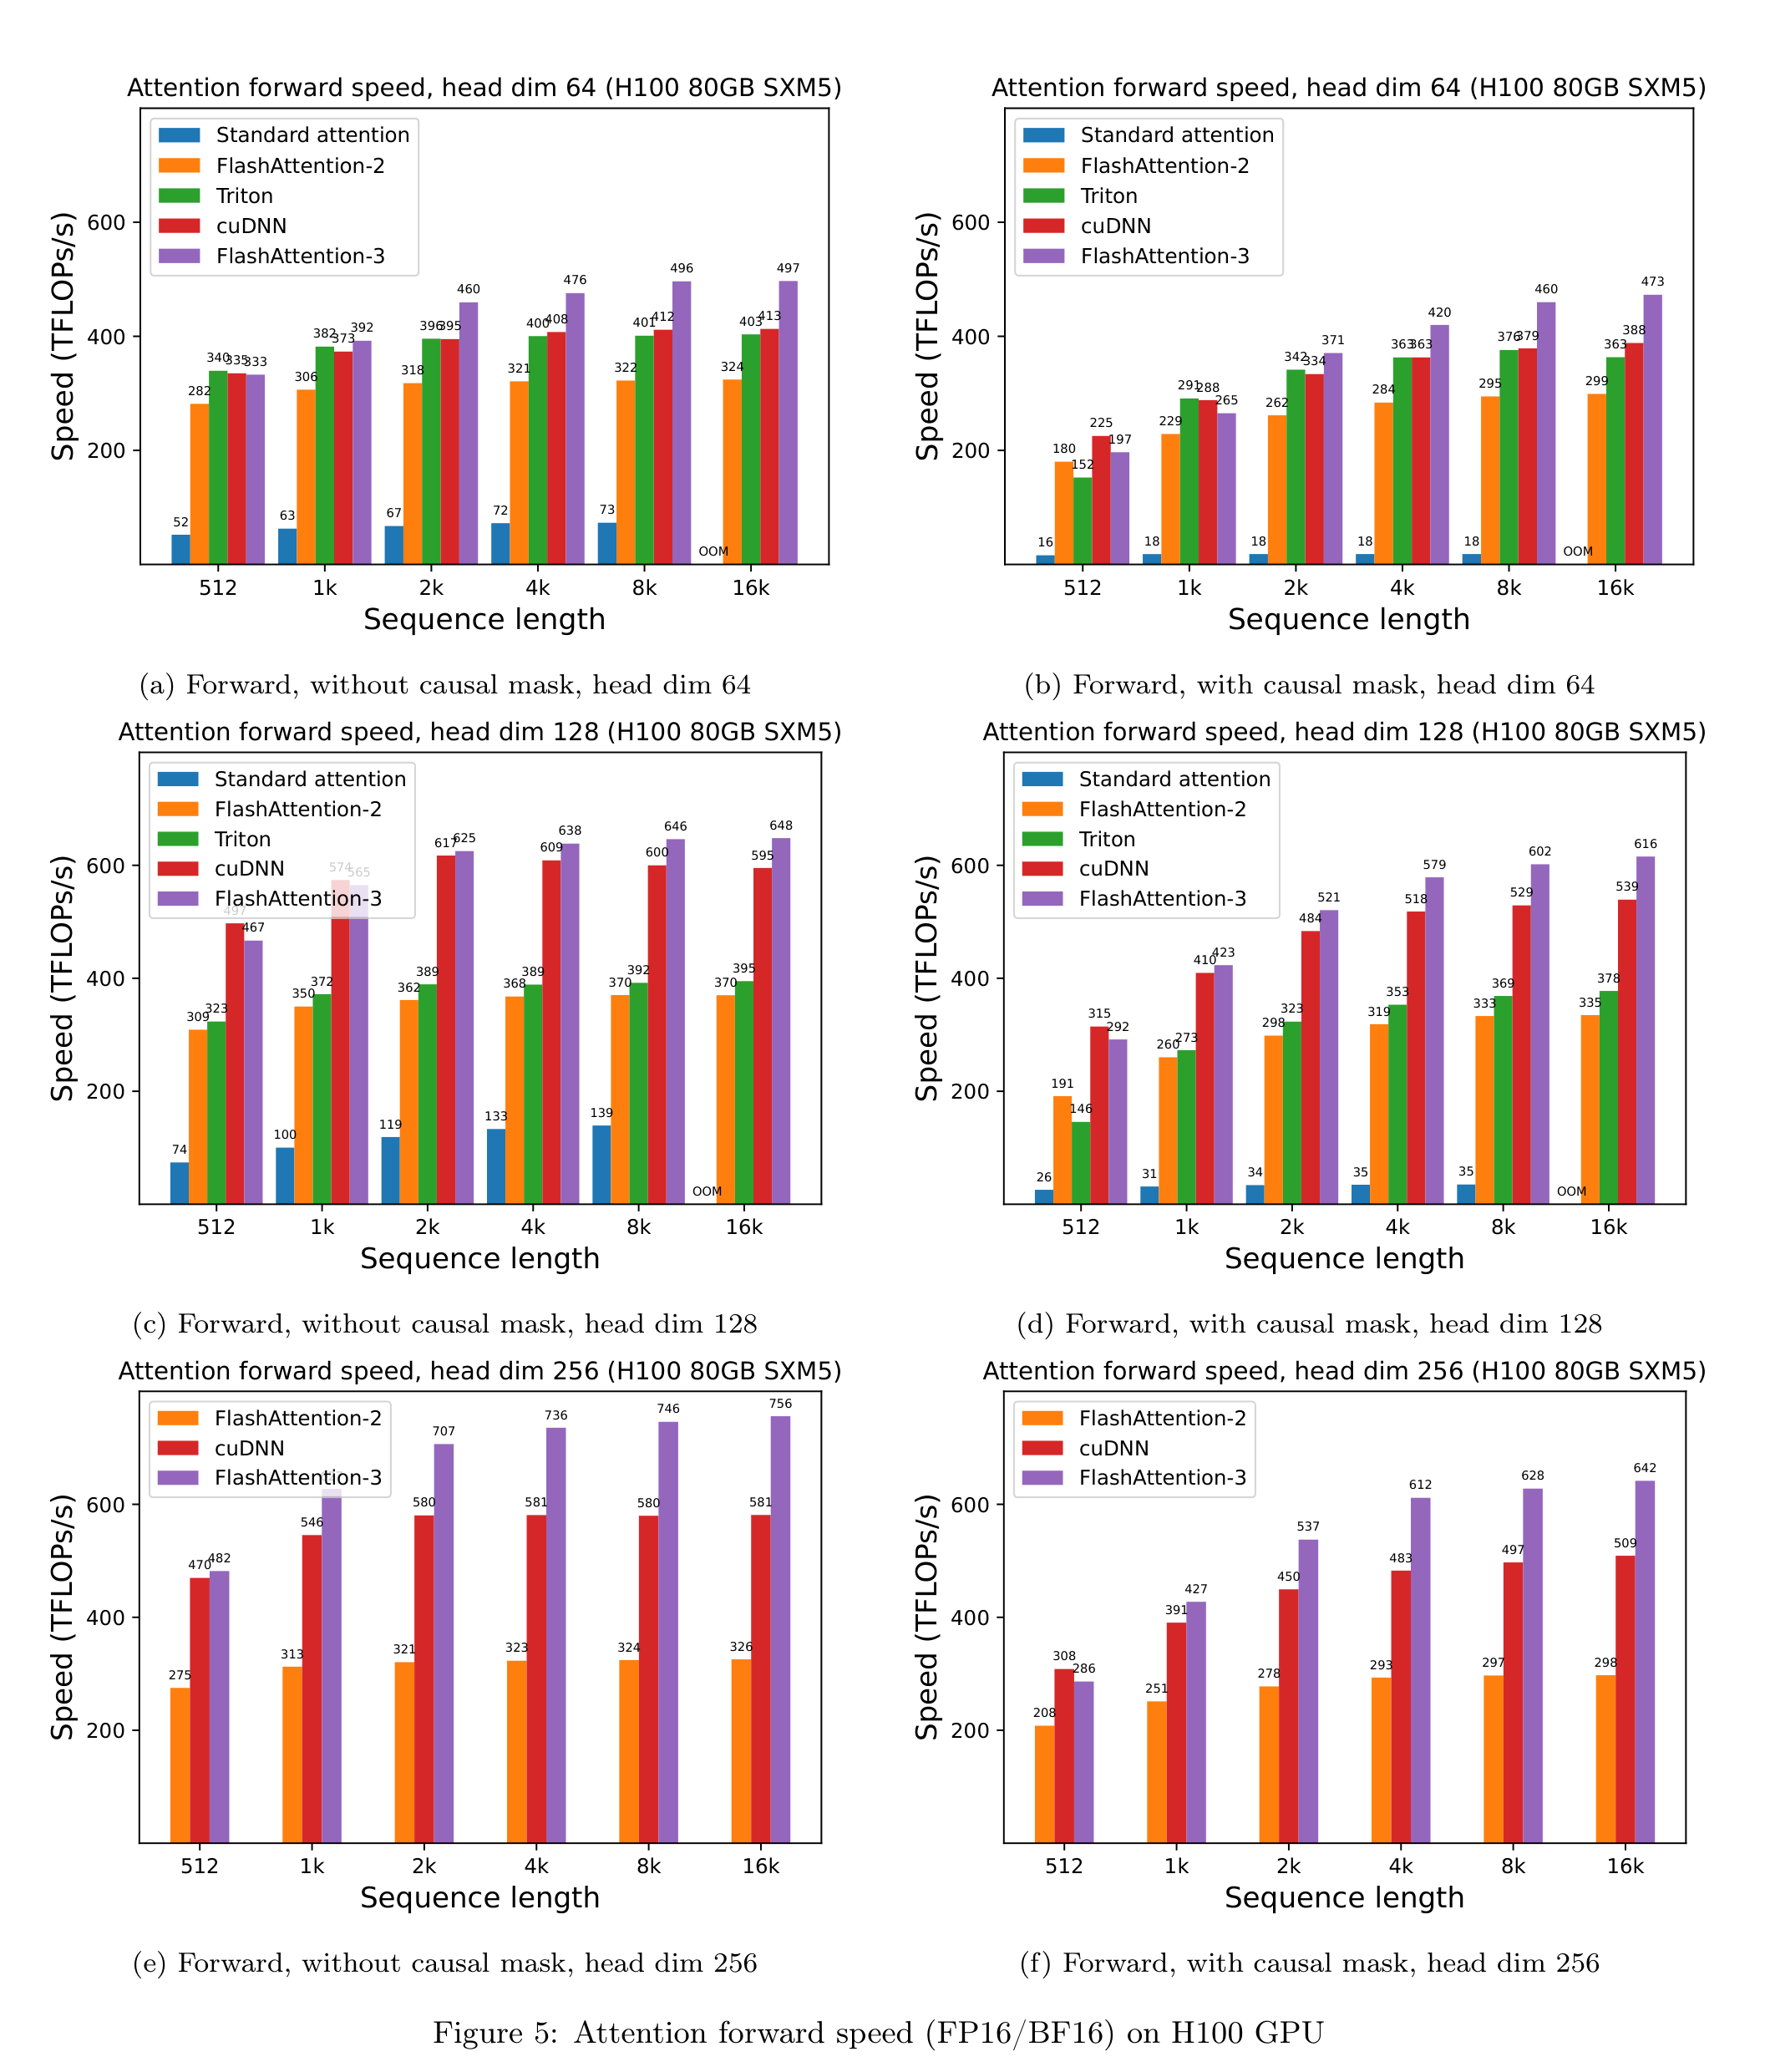 Attention forward speed, head dim 64 (H100 80GB SXM5)
Standard attention
FlashAttention-2
Triton
cuDNN
FlashAttention-3
Speed (TFLOPs/s)
600
400
200
52 282 340 335 333
63 306 382 373 392
67 318 396 395 460
72 321 400 408 476
73 322 401 412 496
OOM 324 403 413 497
512 1k 2k 4k 8k 16k
Sequence length
(a) Forward, without causal mask, head dim 64
Attention forward speed, head dim 64 (H100 80GB SXM5)
Standard attention
FlashAttention-2
Triton
cuDNN
FlashAttention-3
Speed (TFLOPs/s)
600
400
200
16 180 152 225 197
18 229 291 288 265
18 262 342 334 371
18 284 363 363 420
18 295 376 379 460
OOM 299 363 388 473
512 1k 2k 4k 8k 16k
Sequence length
(b) Forward, with causal mask, head dim 64
Attention forward speed, head dim 128 (H100 80GB SXM5)
Standard attention
FlashAttention-2
Triton
cuDNN
FlashAttention-3
Speed (TFLOPs/s)
600
400
200
74 309 323 497 467
100 350 372 574 565
119 362 389 617 625
133 368 389 609 638
139 370 392 600 646
OOM 370 395 595 648
512 1k 2k 4k 8k 16k
Sequence length
(c) Forward, without causal mask, head dim 128
Attention forward speed, head dim 128 (H100 80GB SXM5)
Standard attention
FlashAttention-2
Triton
cuDNN
FlashAttention-3
Speed (TFLOPs/s)
600
400
200
26 191 146 315 292
31 260 273 410 423
34 298 323 484 521
35 319 353 518 579
35 333 369 529 602
OOM 335 378 539 616
512 1k 2k 4k 8k 16k
Sequence length
(d) Forward, with causal mask, head dim 128
Attention forward speed, head dim 256 (H100 80GB SXM5)
FlashAttention-2
cuDNN
FlashAttention-3
Speed (TFLOPs/s)
600
400
200
275 470 482
313 546
321 580 707
323 581 736
324 580 746
326 581 756
512 1k 2k 4k 8k 16k
Sequence length
(e) Forward, without causal mask, head dim 256
Attention forward speed, head dim 256 (H100 80GB SXM5)
FlashAttention-2
cuDNN
FlashAttention-3
Speed (TFLOPs/s)
600
400
200
208 308 286
251 391 427
278 450 537
293 483 612
297 497 628
298 509 642
512 1k 2k 4k 8k 16k
Sequence length
(f) Forward, with causal mask, head dim 256
Figure 5: Attention forward speed (FP16/BF16) on H100 GPU